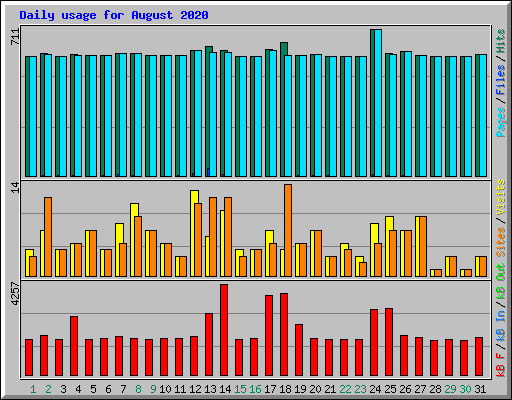 Daily usage for August 2020
711
Pages/Files/Hits
14
Sites/Visits
4257
kB F/kB In/kB Out
1 2 3 4 5 6 7 8 9 10 11 12 13 14 15 16 17 18 19 20 21 22 23 24 25 26 27 28 29 30 31